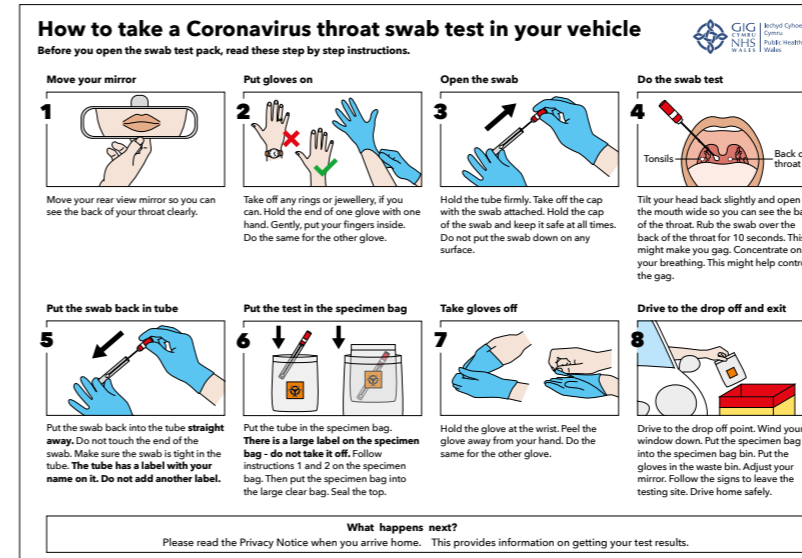 How to take a Coronavirus throat swab test in your vehicle
Before you open the swab test pack, read these step by step instructions.
GIG
CYMRU
NHS
WALES
Iechyd Cyhoe
Cymru
Public Health
Wales
Move your mirror
1
Move your rear view mirror so you can
see the back of your throat clearly.
Put gloves on
2
Take off any rings or jewellery, if you
can. Hold the end of one glove with one
hand. Gently, put your fingers inside.
Do the same for the other glove.
Open the swab
3
Hold the tube firmly. Take off the cap
with the swab attached. Hold the cap
of the swab and keep it safe at all times.
Do not put the swab down on any
surface.
Do the swab test
4
Tonsils
Back o
throat
Tilt your head back slightly and open
the mouth wide so you can see the ba
of the throat. Rub the swab over the
back of the throat for 10 seconds. This
might make you gag. Concentrate on
your breathing. This might help contr
the gag.
Put the swab back in tube
5
Put the swab back into the tube straight
away. Do not touch the end of the
swab. Make sure the swab is tight in the
tube. The tube has a label with your
name on it. Do not add another label.
Put the test in the specimen bag
6
Put the tube in the specimen bag.
There is a large label on the specimen
bag - do not take it off. Follow
instructions 1 and 2 on the specimen
bag. Then put the specimen bag into
the large clear bag. Seal the top.
Take gloves off
7
Hold the glove at the wrist. Peel the
glove away from your hand. Do the
same for the other glove.
Drive to the drop off and exit
8
Drive to the drop off point. Wind your
window down. Put the specimen bag
into the specimen bag bin. Put the
gloves in the waste bin. Adjust your
mirror. Follow the signs to leave the
testing site. Drive home safely.
What happens next?
Please read the Privacy Notice when you arrive home. This provides information on getting your test results.